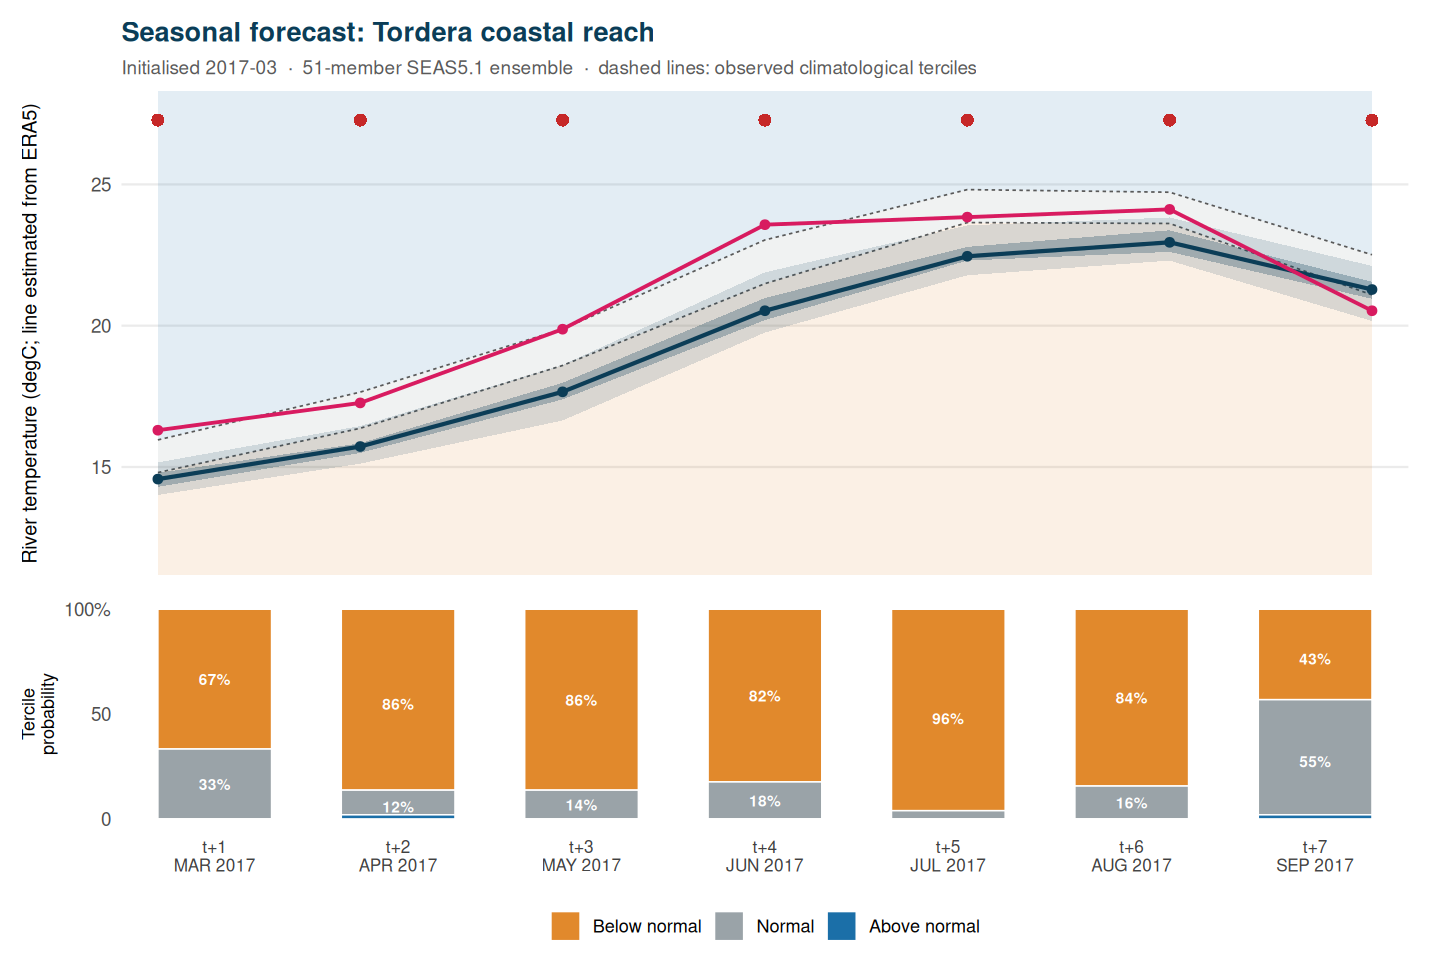 Seasonal forecast: Tordera coastal reach
Initialised 2017-03 · 51-member SEAS5.1 ensemble · dashed lines: observed climatological terciles
River temperature (degC; line estimated from ERA5)
25
20
15
Tercile
probability
100%
50
0
67%
33%
86%
12%
86%
14%
82%
18%
96%
84%
16%
43%
55%
t+1
MAR 2017
t+2
APR 2017
t+3
MAY 2017
t+4
JUN 2017
t+5
JUL 2017
t+6
AUG 2017
t+7
SEP 2017
Below normal
Normal
Above normal